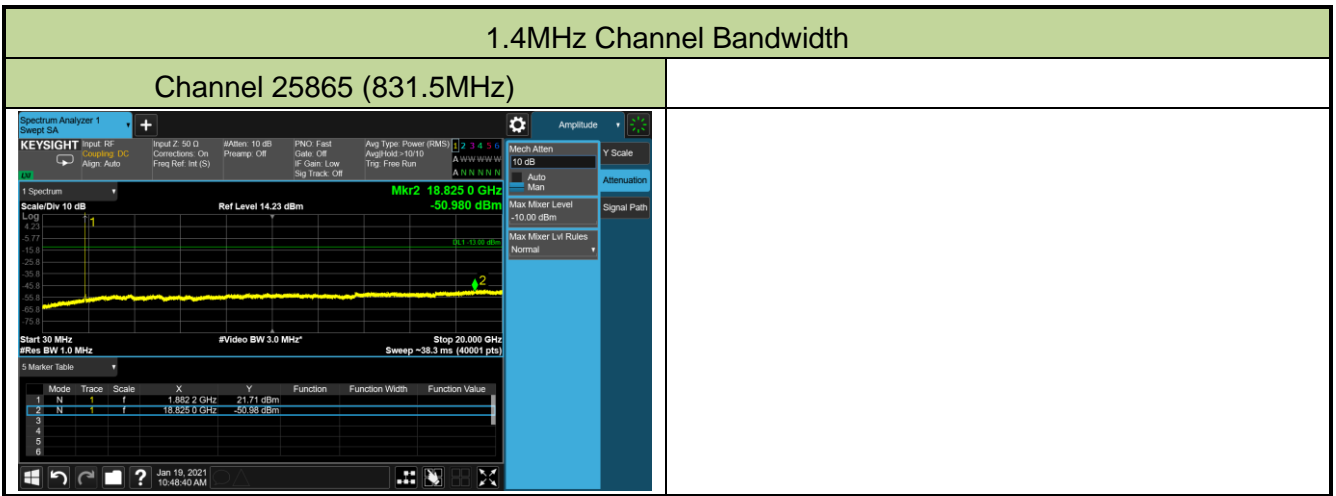 1.4MHz Channel Bandwidth
Channel 25865 (831.5MHz)
Spectrum Analyzer 1
Swept SA
Amplitude
KEYSIGHT Input: RF Input Z: 50 Ω #Atten: 10 dB PNO: Fast Avg Type: Power (RMS) 1 2 3 4 5 6
Coupling: DC Corrections: On Preamp: Off Gate: Off Avg|Hold:>10/10 A W W W W W
Align: Auto Freq Ref: Int (S) IF Gain: Low Trig: Free Run
Sig Track: Off A N N N N N
1 Spectrum
Mkr2 18.825 0 GHz
Scale/Div 10 dB Ref Level 14.23 dBm -50.980 dBm
Log
4.23
-5.77
-15.8
-25.8
-35.8
-45.8
-55.8
-65.8
-75.8
1
DL1 -13.00 dBm
2
Start 30 MHz #Video BW 3.0 MHz* Stop 20.000 GHz
#Res BW 1.0 MHz Sweep ~38.3 ms (40001 pts)
5 Marker Table
Mode Trace Scale X Y Function Function Width Function Value
1 N 1 f 1.882 2 GHz 21.71 dBm
2 N 1 f 18.825 0 GHz -50.98 dBm
3
4
5
6
Mech Atten
10 dB
Auto
Man
Max Mixer Level
-10.00 dBm
Max Mixer Lvl Rules
Normal
Y Scale
Attenuation
Signal Path
?
Jan 19, 2021
10:48:40 AM